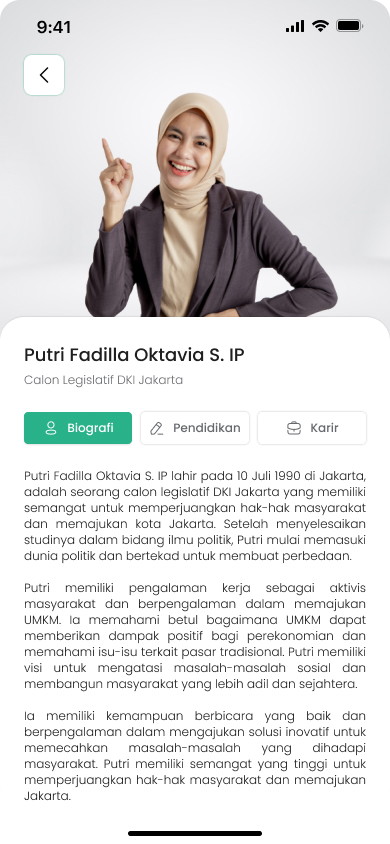 9:41
Putri Fadilla Oktavia S. IP
Calon Legislatif DKI Jakarta
Biografi Pendidikan Karir
Putri Fadilla Oktavia S. IP lahir pada 10 Juli 1990 di Jakarta,
adalah seorang calon legislatif DKI Jakarta yang memiliki
semangat untuk memperjuangkan hak-hak masyarakat
dan memajukan kota Jakarta. Setelah menyelesaikan
studinya dalam bidang ilmu politik, Putri mulai memasuki
dunia politik dan bertekad untuk membuat perbedaan.
Putri memiliki pengalaman kerja sebagai aktivis
masyarakat dan berpengalaman dalam memajukan
UMKM. Ia memahami betul bagaimana UMKM dapat
memberikan dampak positif bagi perekonomian dan
memahami isu-isu terkait pasar tradisional. Putri memiliki
visi untuk mengatasi masalah-masalah sosial dan
membangun masyarakat yang lebih adil dan sejahtera.
Ia memiliki kemampuan berbicara yang baik dan
berpengalaman dalam mengajukan solusi inovatif untuk
memecahkan masalah-masalah yang dihadapi
masyarakat. Putri memiliki semangat yang tinggi untuk
memperjuangkan hak-hak masyarakat dan memajukan
Jakarta.